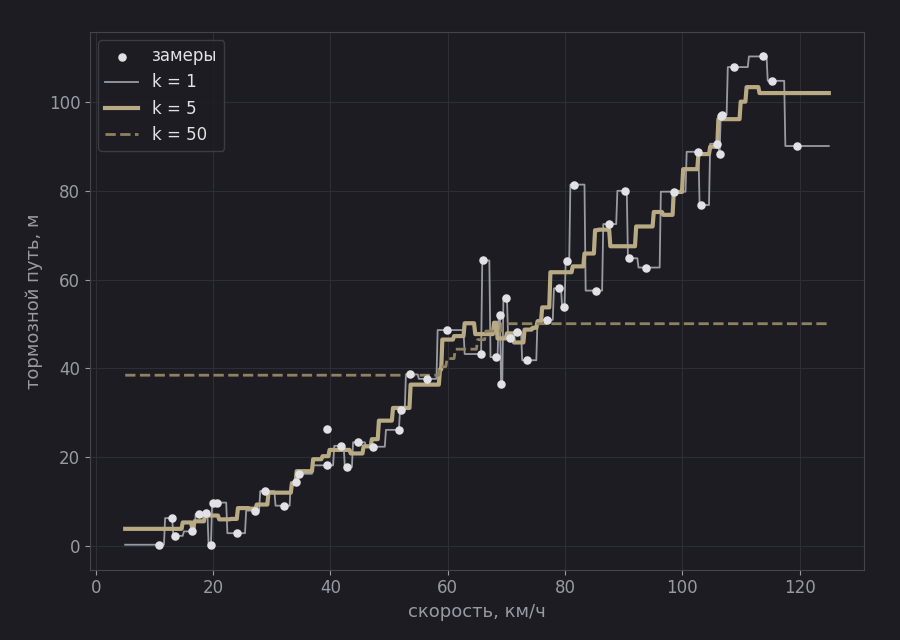 замеры
k = 1
k = 5
k = 50
тормозной путь, м
100
80
60
40
20
0
0 20 40 60 80 100 120
скорость, км/ч